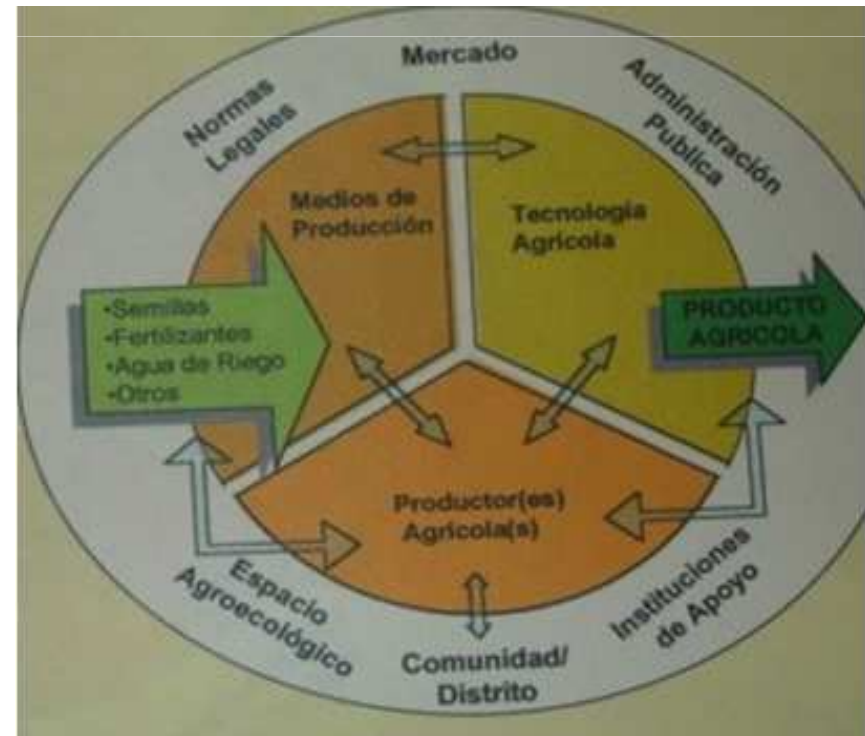 Mercado
Normas
Legales
Administración
Publica
Medios de
Producción
Tecnología
Agrícola
•Semillas
•Fertilizantes
•Agua de Riego
•Otros
PRODUCTO
AGRICOLA
Productor(es)
Agrícola(s)
Espacio
Agroecológico
Instituciones
de Apoyo
Comunidad/
Distrito